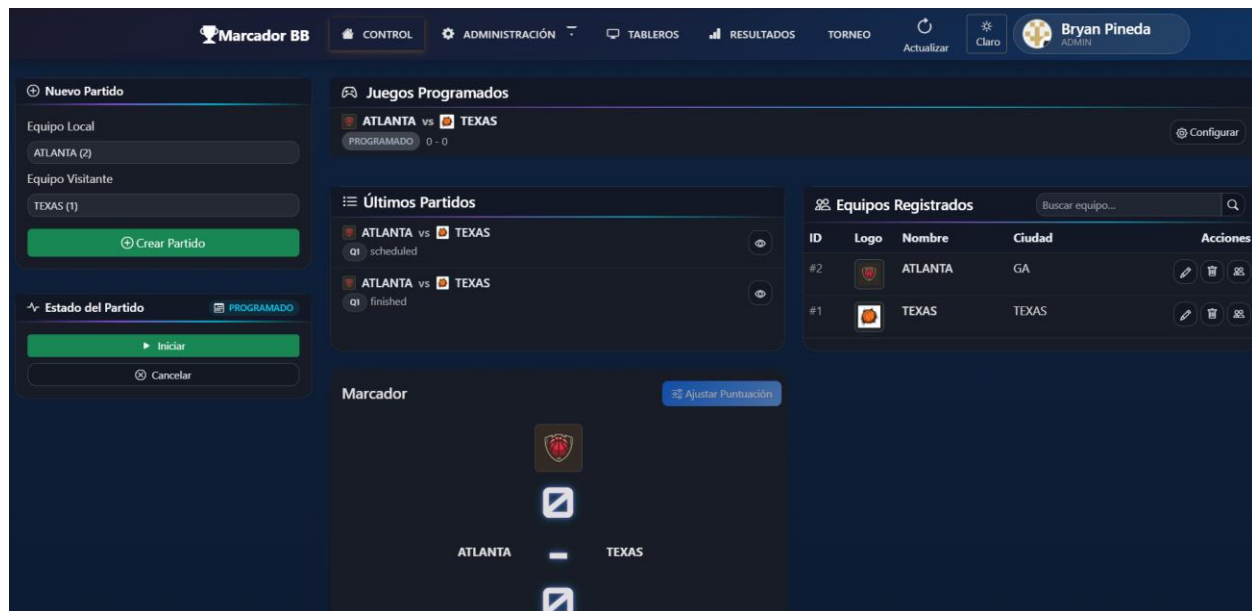 Marcador BB CONTROL ADMINISTRACIÓN TABLEROS RESULTADOS TORNEO Actualizar Claro Bryan Pineda
ADMIN
Nuevo Partido
Equipo Local
ATLANTA (2)
Equipo Visitante
TEXAS (1)
Crear Partido
Estado del Partido PROGRAMADO
Iniciar
Cancelar
Juegos Programados
ATLANTA vs TEXAS
PROGRAMADO 0 - 0
Configurar
Últimos Partidos
ATLANTA vs TEXAS
Q1 scheduled
ATLANTA vs TEXAS
Q1 finished
Equipos Registrados Buscar equipo...
ID Logo Nombre Ciudad Acciones
#2 ATLANTA GA
#1 TEXAS TEXAS
Marcador Ajustar Puntuación
0
ATLANTA - TEXAS
0